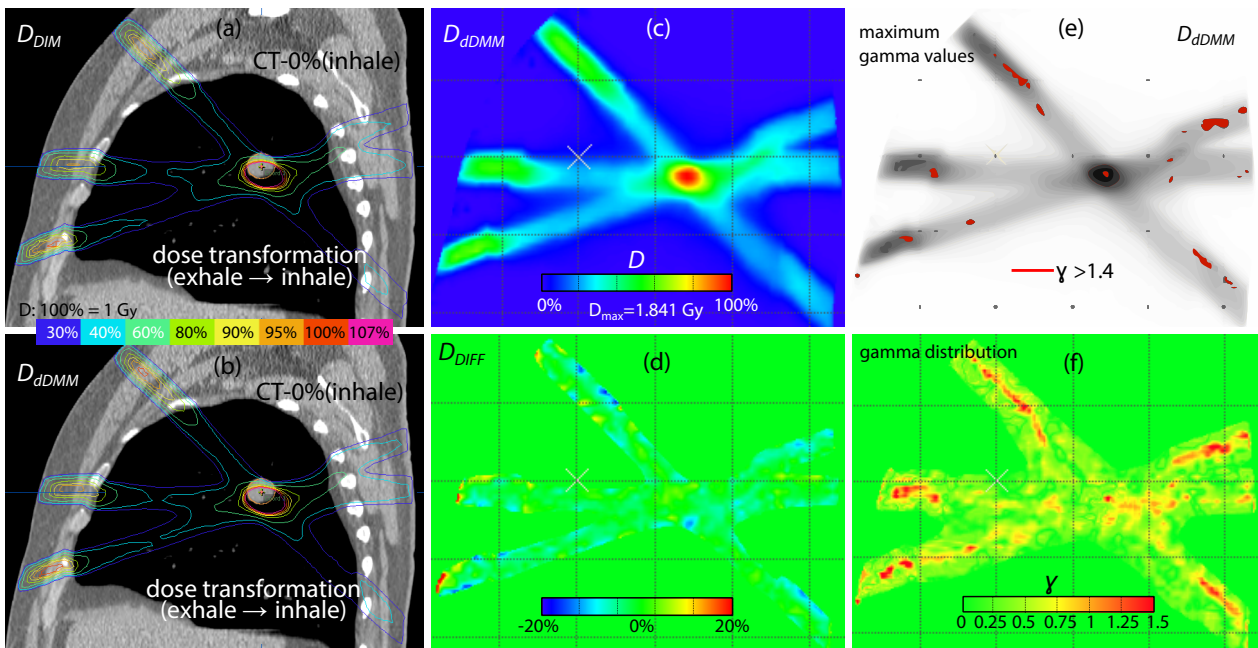 D_DIM
(a)
CT-0%(inhale)
dose transformation
(exhale → inhale)
D: 100% = 1 Gy
30% 40% 60% 80% 90% 95% 100% 107%
D_dDMM
(b)
CT-0%(inhale)
dose transformation
(exhale → inhale)
D_dDMM
(c)
D
0% D_max=1.841 Gy 100%
D_DIFF
(d)
-20% 0% 20%
maximum
gamma values
(e)
D_dDMM
ɣ >1.4
gamma distribution
(f)
ɣ
0 0.25 0.5 0.75 1 1.25 1.5